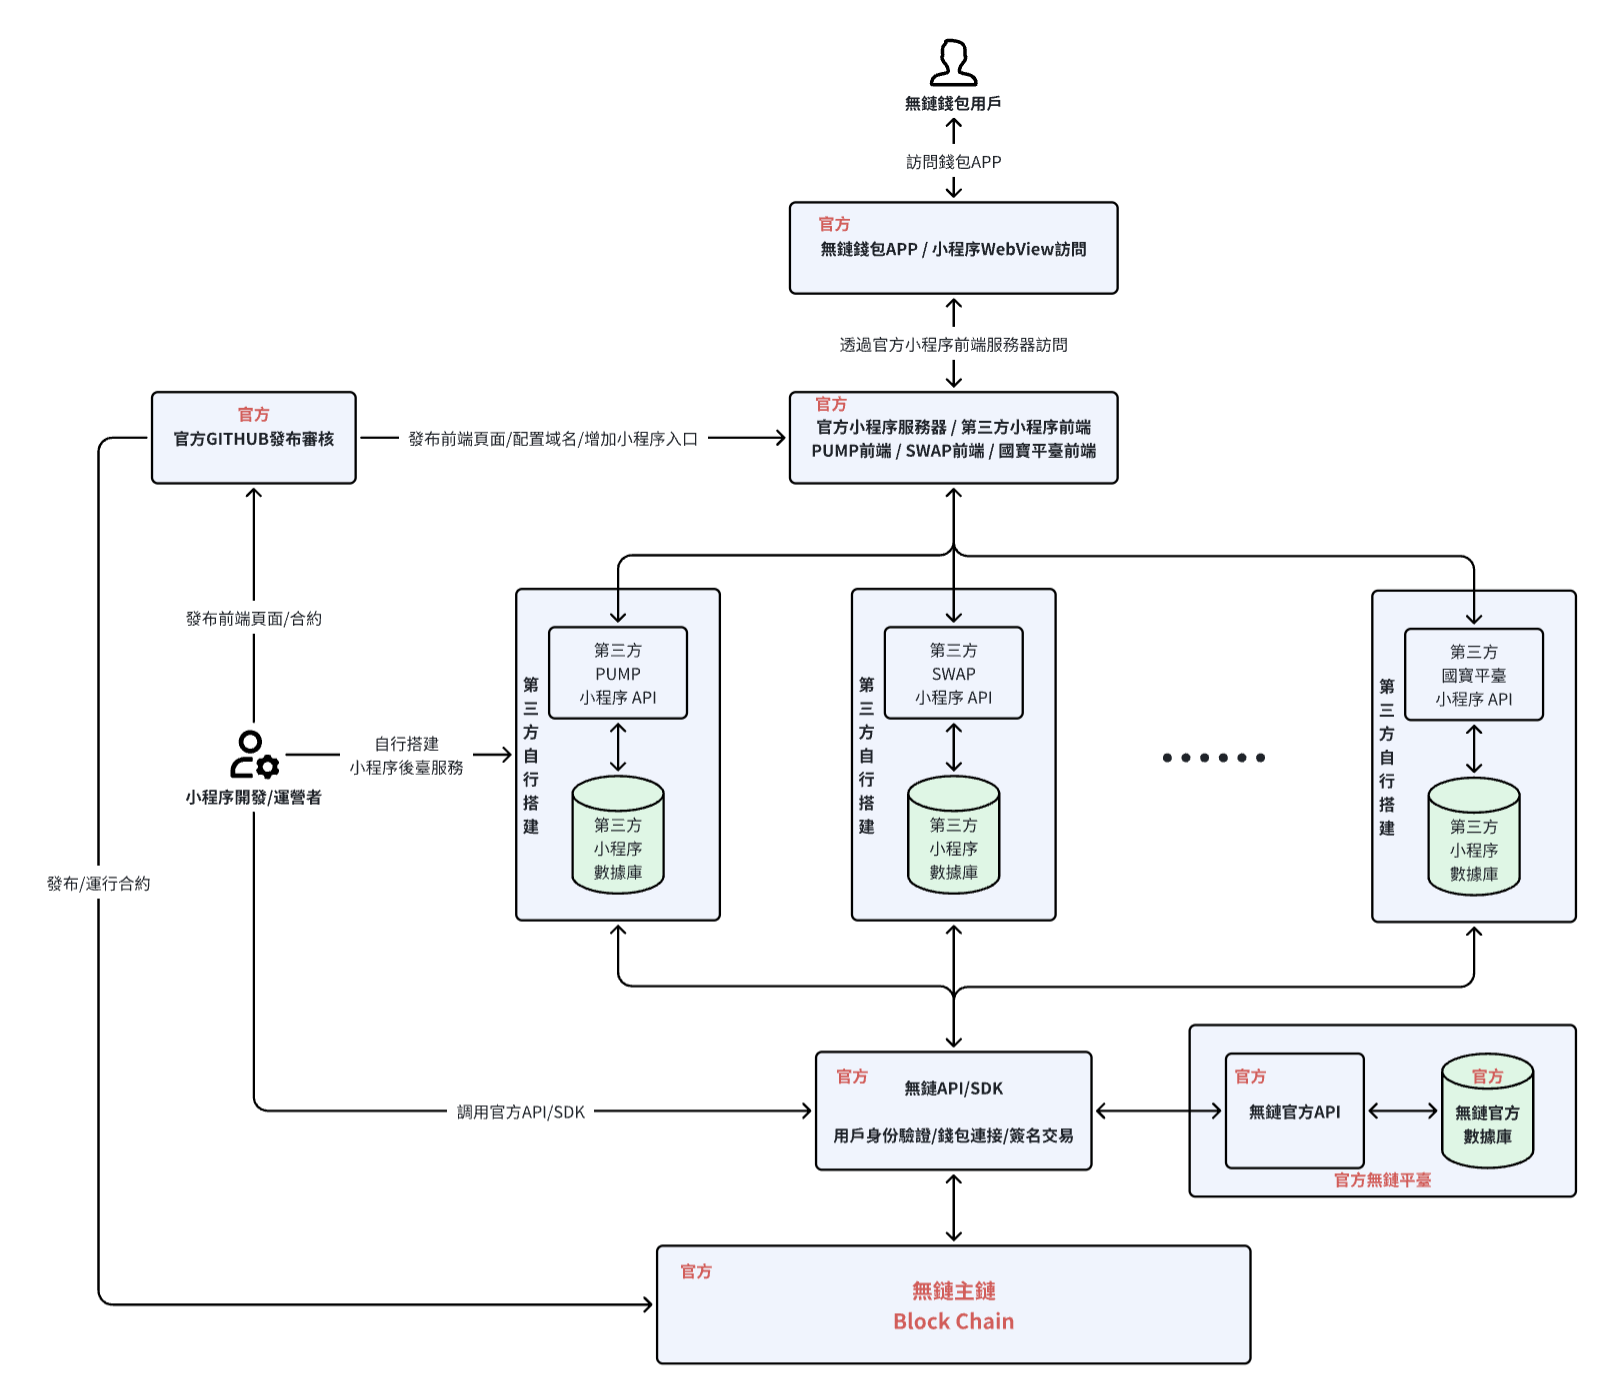 無鏈錢包用戶
訪問錢包APP
官方
無鏈錢包APP / 小程序WebView訪問
透過官方小程序前端服務器訪問
官方
官方GITHUB發布審核
發布前端頁面/配置域名/增加小程序入口
官方
官方小程序服務器 / 第三方小程序前端
PUMP前端 / SWAP前端 / 國寶平臺前端
發布前端頁面/合約
第三方自行搭建
第三方
PUMP
小程序 API
第三方
小程序
數據庫
第三方自行搭建
第三方
SWAP
小程序 API
第三方
小程序
數據庫
......
第三方自行搭建
第三方
國寶平臺
小程序 API
第三方
小程序
數據庫
自行搭建
小程序後臺服務
小程序開發/運營者
發布/運行合約
調用官方API/SDK
官方
無鏈API/SDK
用戶身份驗證/錢包連接/簽名交易
官方
無鏈官方API
官方
無鏈官方
數據庫
官方無鏈平臺
官方
無鏈主鏈
Block Chain